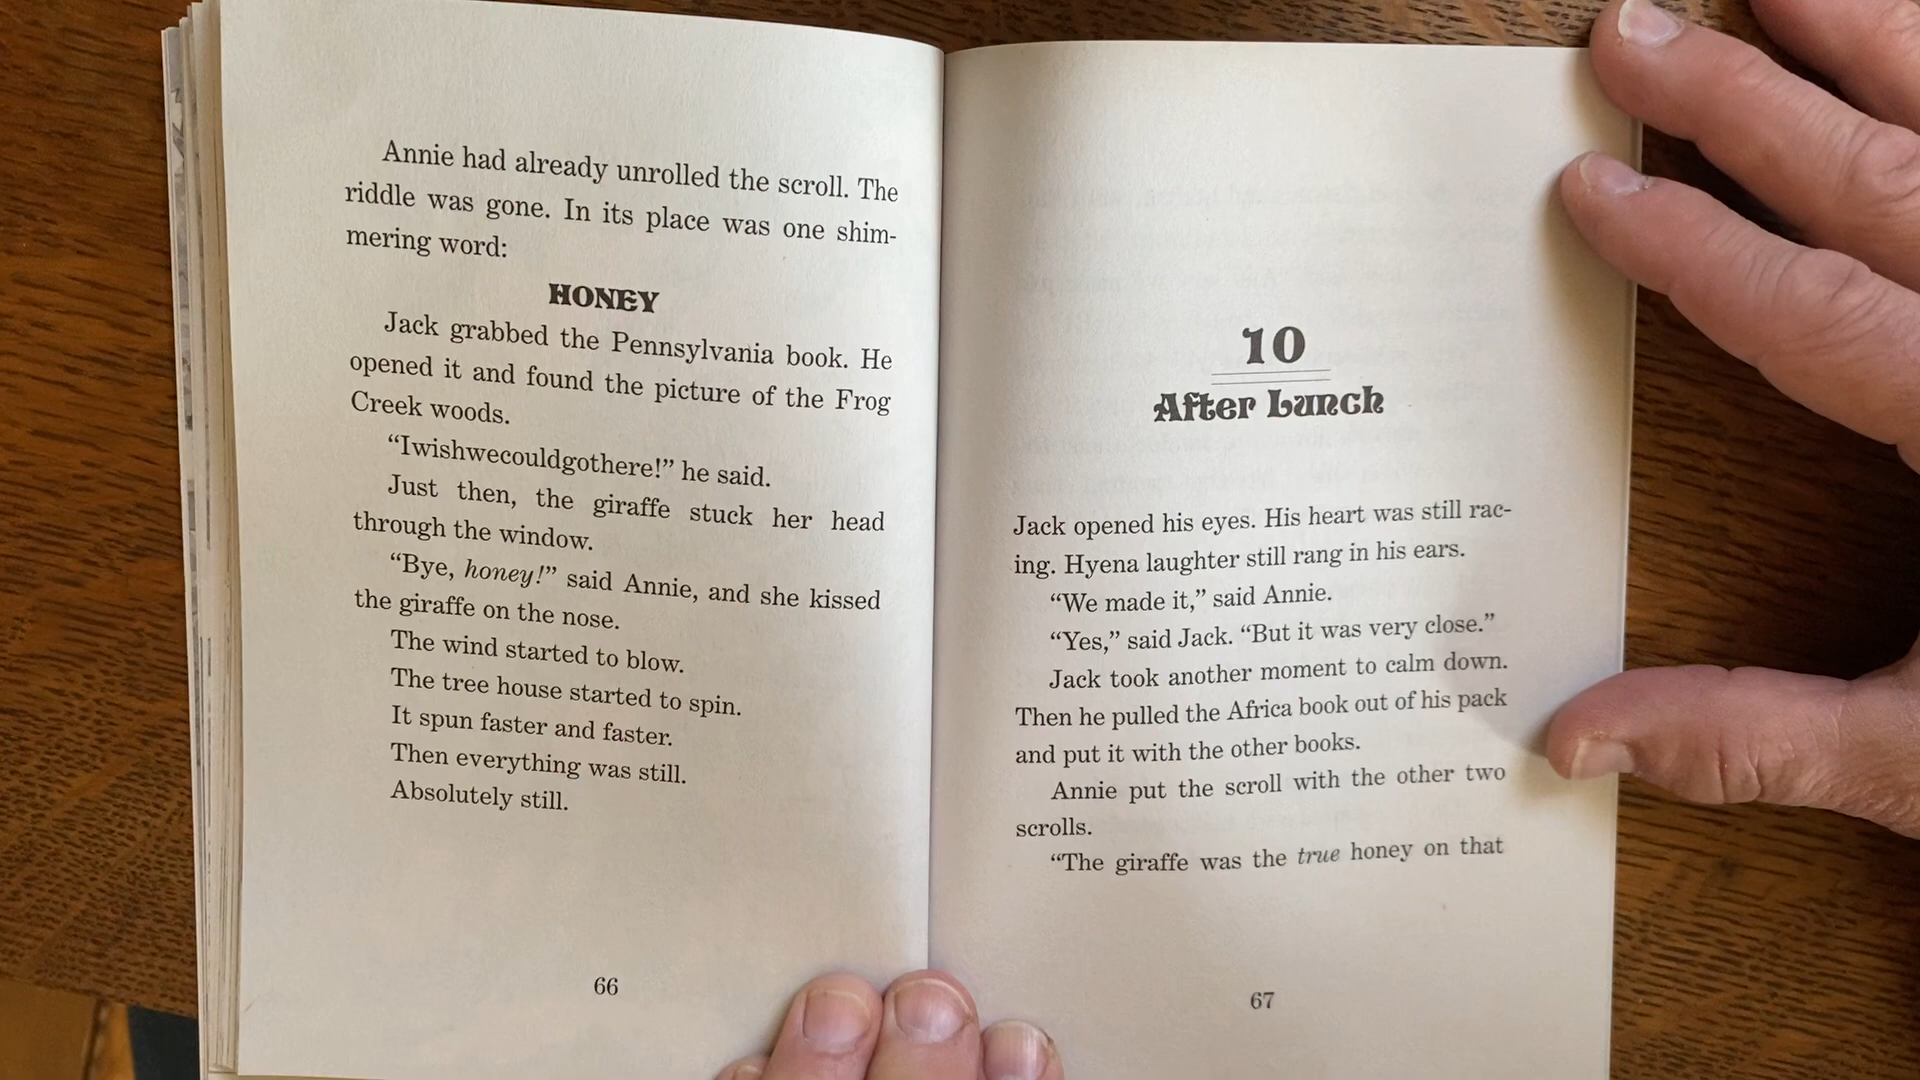 Annie had already unrolled the scroll. The
riddle was gone. In its place was one shim-
mering word:
HONEY
Jack grabbed the Pennsylvania book. He
opened it and found the picture of the Frog
Creek woods.
“Iwishwecouldgothere!” he said.
Just then, the giraffe stuck her head
through the window.
“Bye, honey!” said Annie, and she kissed
the giraffe on the nose.
The wind started to blow.
The tree house started to spin.
It spun faster and faster.
Then everything was still.
Absolutely still.
66
10
After Lunch
Jack opened his eyes. His heart was still rac-
ing. Hyena laughter still rang in his ears.
“We made it,” said Annie.
“Yes,” said Jack. “But it was very close.”
Jack took another moment to calm down.
Then he pulled the Africa book out of his pack
and put it with the other books.
Annie put the scroll with the other two
scrolls.
“The giraffe was the true honey on that
67